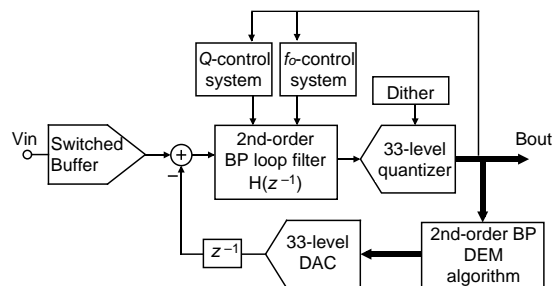 Q-control
system
fo-control
system
Dither
Vin
Switched
Buffer
+
−
2nd-order
BP loop filter
H(z⁻¹)
33-level
quantizer
Bout
z⁻¹
33-level
DAC
2nd-order BP
DEM
algorithm